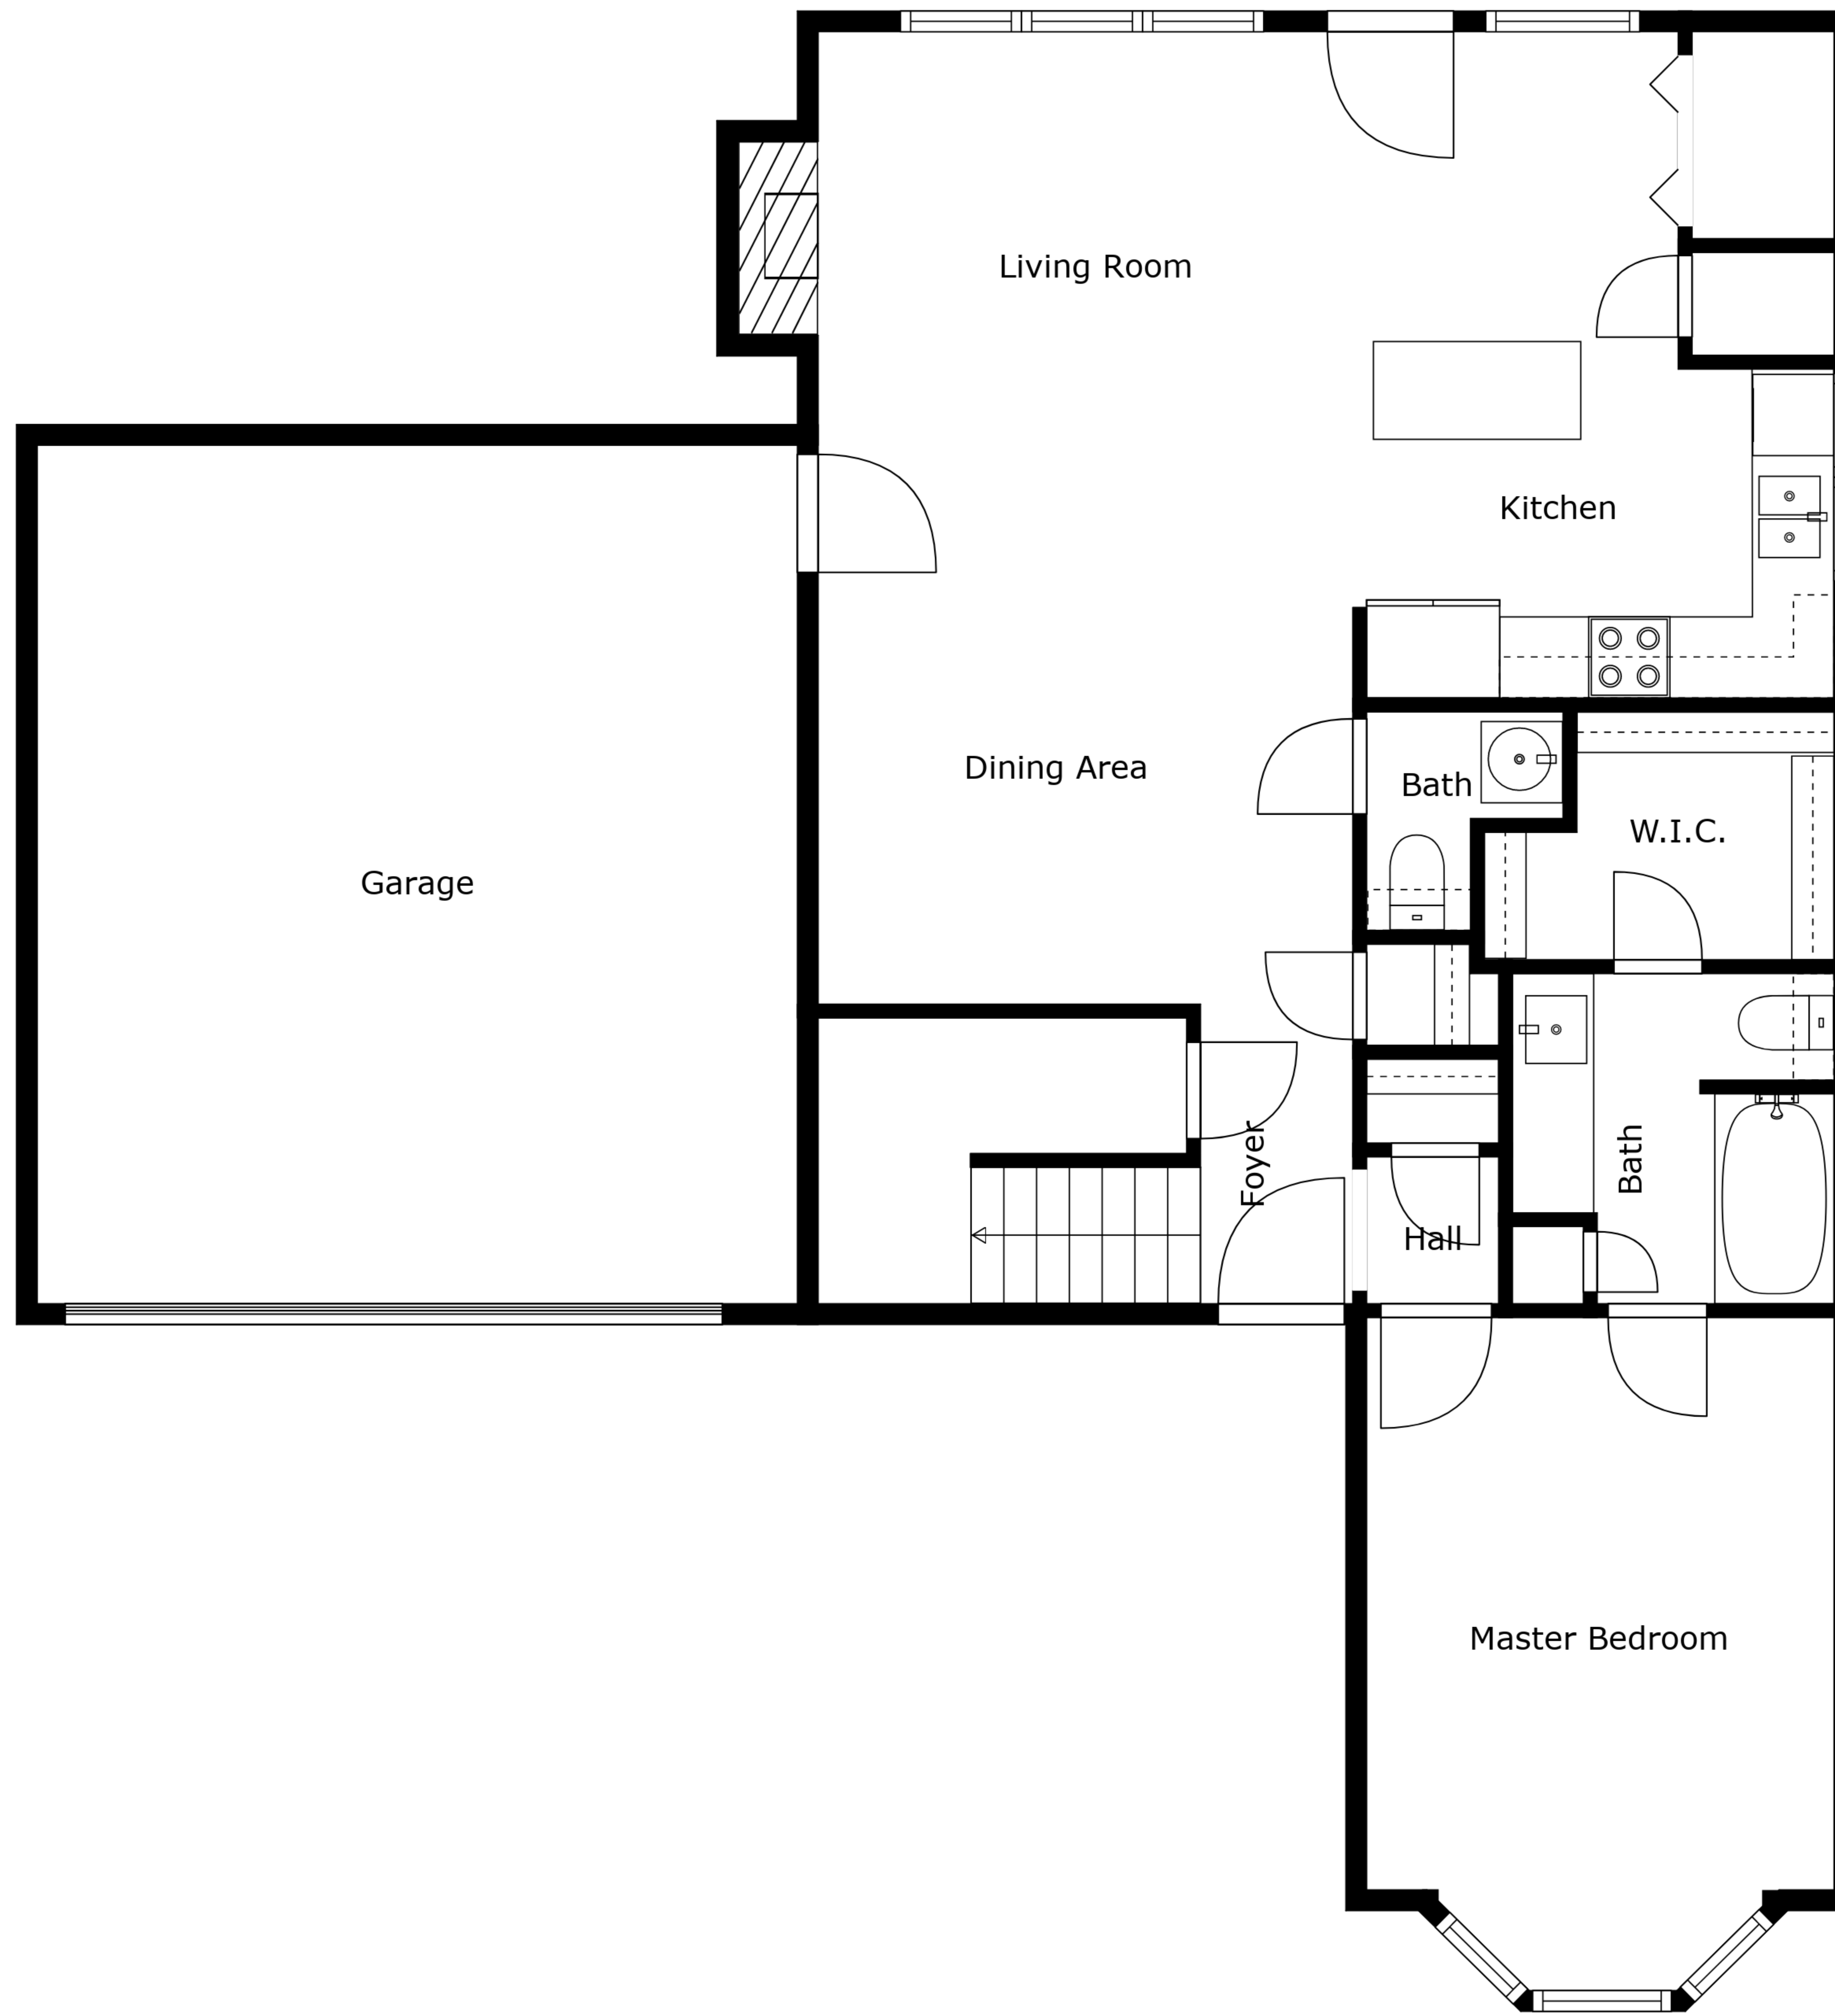 Living Room
Kitchen
Dining Area
Bath
W.I.C.
Garage
Foyer
Bath
Hall
Master Bedroom